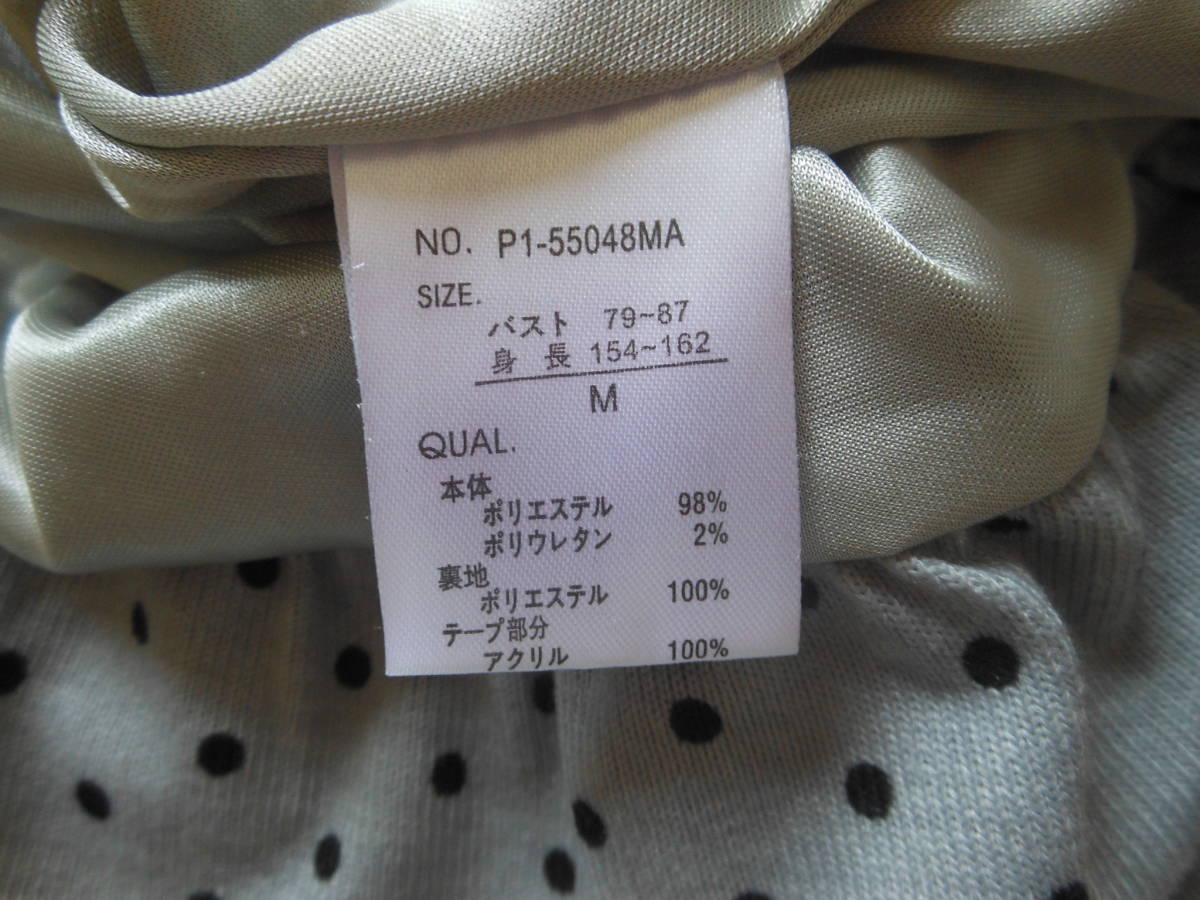 NO. P1-55048MA
SIZE.
バスト 79~87
身長 154~162
M
QUAL.
本体
ポリエステル 98%
ポリウレタン 2%
裏地
ポリエステル 100%
テープ部分
アクリル 100%